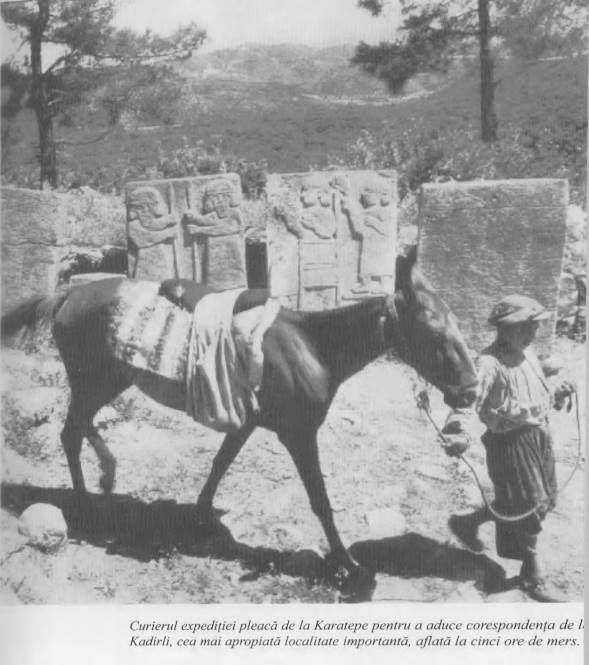 Curierul expediției pleacă de la Karatepe pentru a aduce corespondența de
Kadirli, cea mai apropiată localitate importantă, aflată la cinci ore de mers.